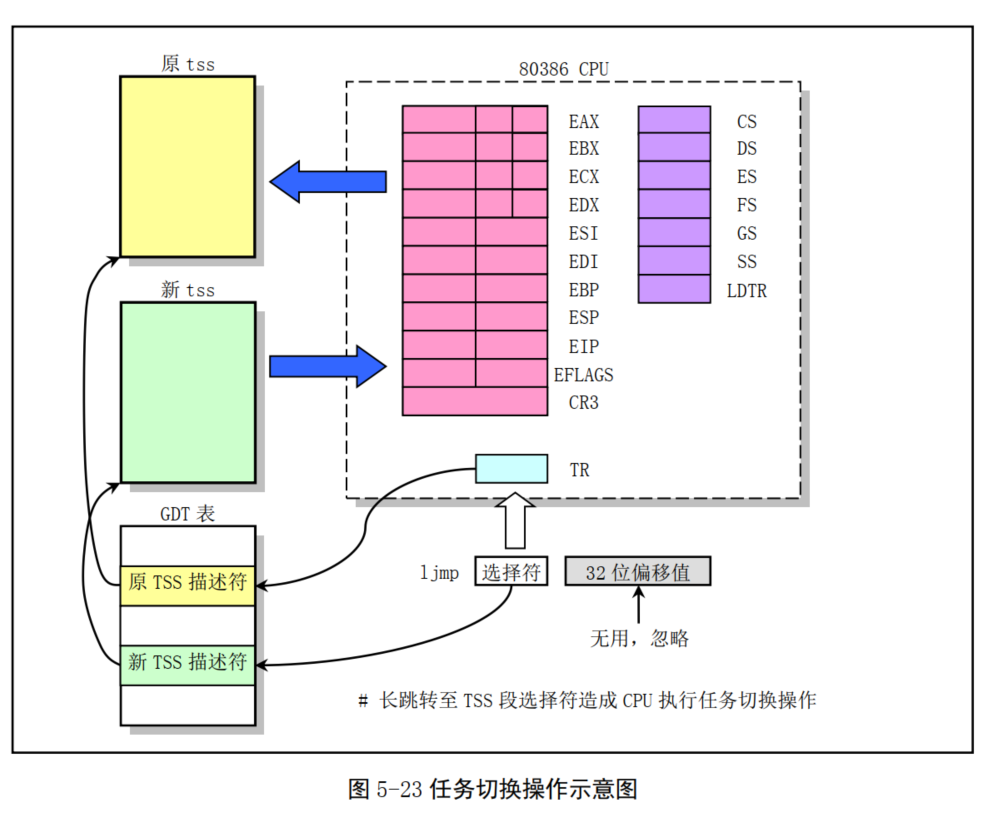 原 tss
80386 CPU
EAX CS
EBX DS
ECX ES
EDX FS
ESI GS
EDI SS
EBP LDTR
ESP
EIP
EFLAGS
CR3
新 tss
TR
GDT 表
ljmp 选择符 32 位偏移值
原 TSS 描述符
无用，忽略
新 TSS 描述符
# 长跳转至 TSS 段选择符造成 CPU 执行任务切换操作
图 5-23 任务切换操作示意图